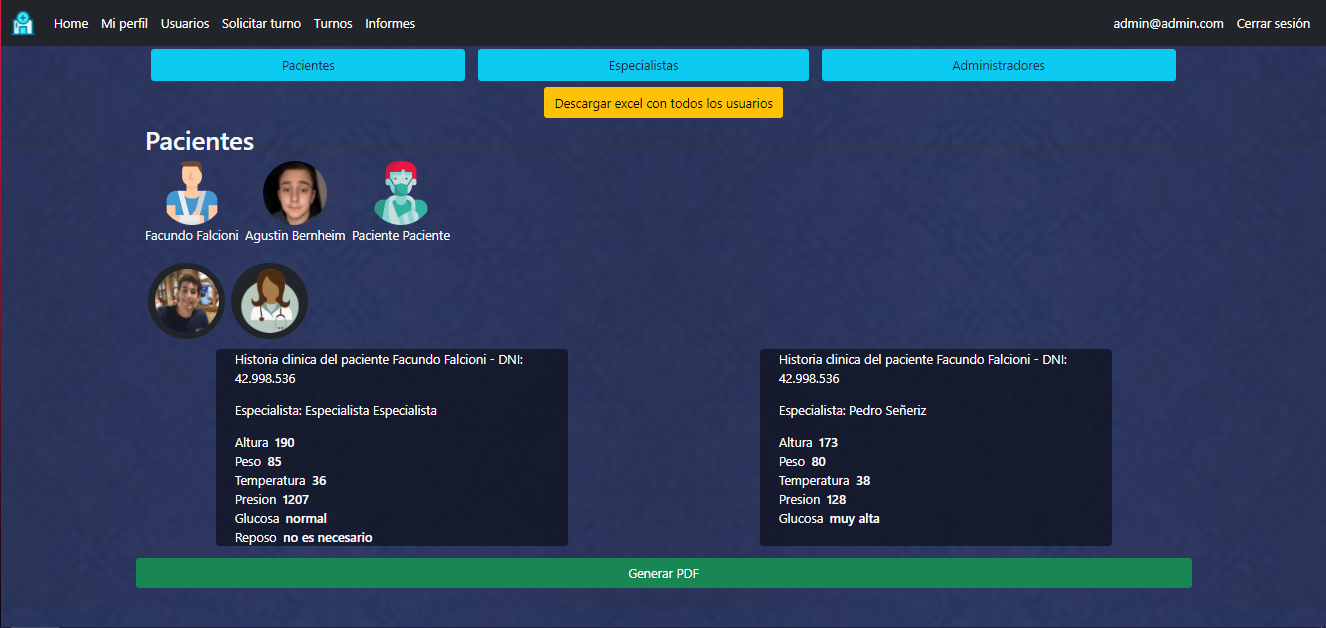 Home Mi perfil Usuarios Solicitar turno Turnos Informes admin@admin.com Cerrar sesión
Pacientes Especialistas Administradores
Descargar excel con todos los usuarios
Pacientes
Facundo Falcioni Agustín Bernheim Paciente Paciente
Historia clinica del paciente Facundo Falcioni - DNI:
42.998.536
Especialista: Especialista Especialista
Altura 190
Peso 85
Temperatura 36
Presion 1207
Glucosa normal
Reposo no es necesario
Historia clinica del paciente Facundo Falcioni - DNI:
42.998.536
Especialista: Pedro Señeriz
Altura 173
Peso 80
Temperatura 38
Presion 128
Glucosa muy alta
Generar PDF